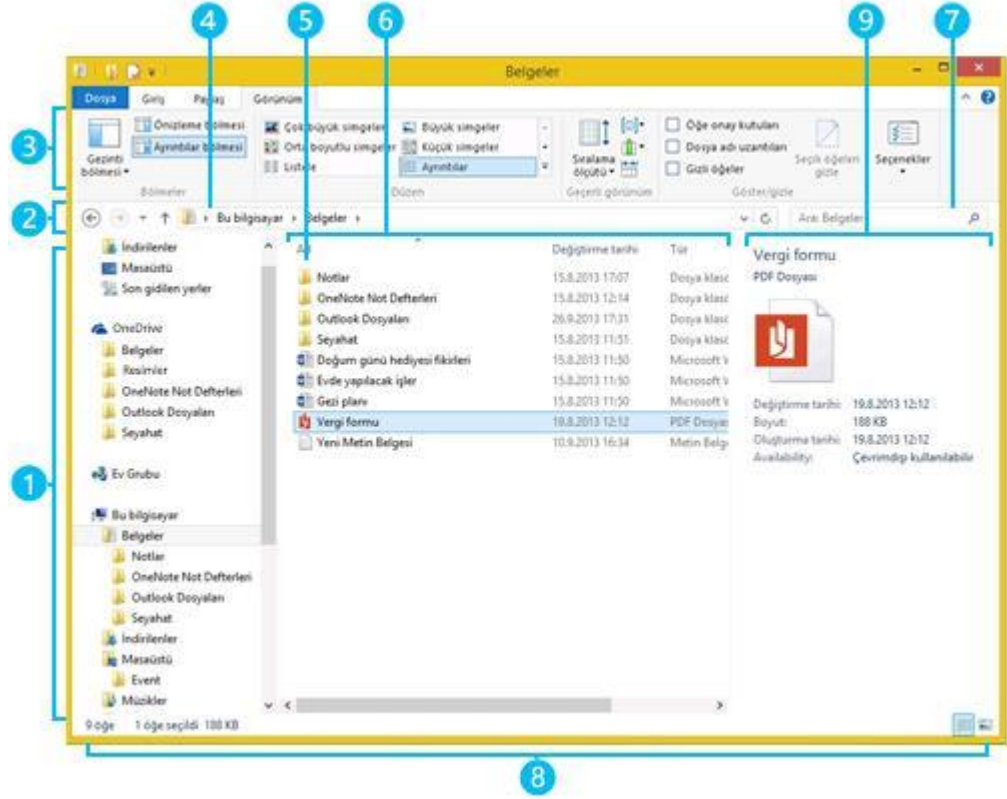 4
5
6
9
7
Belgeler
Dosya Giriş Paylaş Görünüm
3
Gezinti bölmesi
Önizleme bölmesi
Ayrıntılar bölmesi
Bölmeler
Çok büyük simgeler
Büyük simgeler
Orta boyutlu simgeler
Küçük simgeler
Liste
Ayrıntılar
Düzen
Sıralama ölçütü
Geçerli görünüm
Öğe onay kutuları
Dosya adı uzantıları
Gizli öğeler
Seçili öğeleri gizle
Göster/gizle
Seçenekler
2
Bu bilgisayar Belgeler
Ara: Belgeler
1
İndirilenler
Masaüstü
Son gidilen yerler
OneDrive
Belgeler
Resimler
OneNote Not Defterleri
Outlook Dosyaları
Seyahat
Ev Grubu
Bu bilgisayar
Belgeler
Notlar
OneNote Not Defterleri
Outlook Dosyaları
Seyahat
İndirilenler
Masaüstü
Event
Müzikler
Değiştirme tarihi Tür
Notlar 15.8.2013 17:07 Dosya klasö
OneNote Not Defterleri 15.8.2013 12:14 Dosya klasö
Outlook Dosyaları 26.9.2013 17:31 Dosya klasö
Seyahat 15.8.2013 11:51 Dosya klasö
Doğum günü hediyesi fikirleri 15.8.2013 11:50 Microsoft W
Evde yapılacak işler 15.8.2013 11:50 Microsoft W
Gezi planı 15.8.2013 11:50 Microsoft W
Vergi formu 19.8.2013 12:12 PDF Dosyas
Yeni Metin Belgesi 10.9.2013 16:34 Metin Belge
Vergi formu
PDF Dosyası
Değiştirme tarihi: 19.8.2013 12:12
Boyut: 188 KB
Oluşturma tarihi: 19.8.2013 12:12
Availability: Çevrimdışı kullanılabilir
9 öğe 1 öğe seçildi 188 KB
8